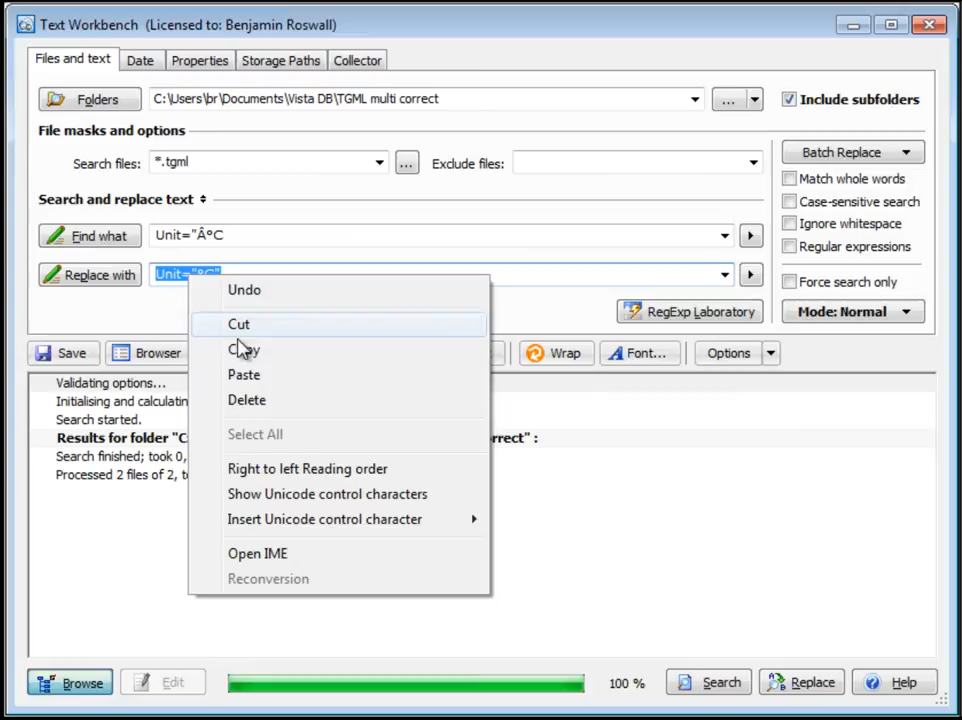 Text Workbench (Licensed to: Benjamin Roswall)
Files and text Date Properties Storage Paths Collector
Folders C:\Users\br\Documents\Vista DB\TGML multi correct ... Include subfolders
File masks and options
Search files: *.tgml ... Exclude files:
Batch Replace
Match whole words
Search and replace text
Case-sensitive search
Find what Unit="Â°C
Ignore whitespace
Regular expressions
Replace with
Force search only
RegExp Laboratory Mode: Normal
Undo
Cut
Copy
Paste
Delete
Select All
Right to left Reading order
Show Unicode control characters
Insert Unicode control character
Open IME
Reconversion
Save Browser Wrap Font... Options
Validating options...
Initialising and calculatin
Search started.
Results for folder "C rrect" :
Search finished; took 0,
Processed 2 files of 2, t
Browse Edit 100 % Search Replace Help